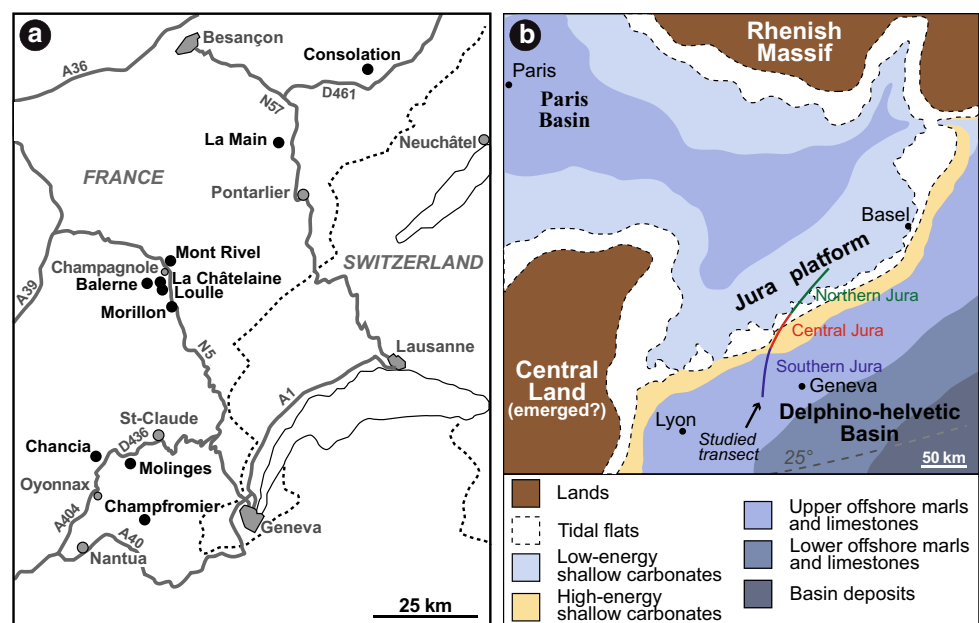 a
Besançon
Consolation
A36
D461
N57
La Main
Neuchâtel
FRANCE
Pontarlier
Mont Rivel
SWITZERLAND
Champagnole
La Châtelaine
Balerne
Loulle
A39
Morillon
N5
Lausanne
A1
St-Claude
Chancia
D436
Molinges
Oyonnax
A404
Champfromier
Geneva
A40
Nantua
25 km
b
Rhenish
Massif
Paris
Paris
Basin
Basel
Jura platform
Northern Jura
Central Jura
Southern Jura
Central
Land
(emerged?)
Geneva
Lyon
Delphino-helvetic
Basin
Studied
transect
25°
50 km
Lands
Tidal flats
Low-energy
shallow carbonates
High-energy
shallow carbonates
Upper offshore marls
and limestones
Lower offshore marls
and limestones
Basin deposits